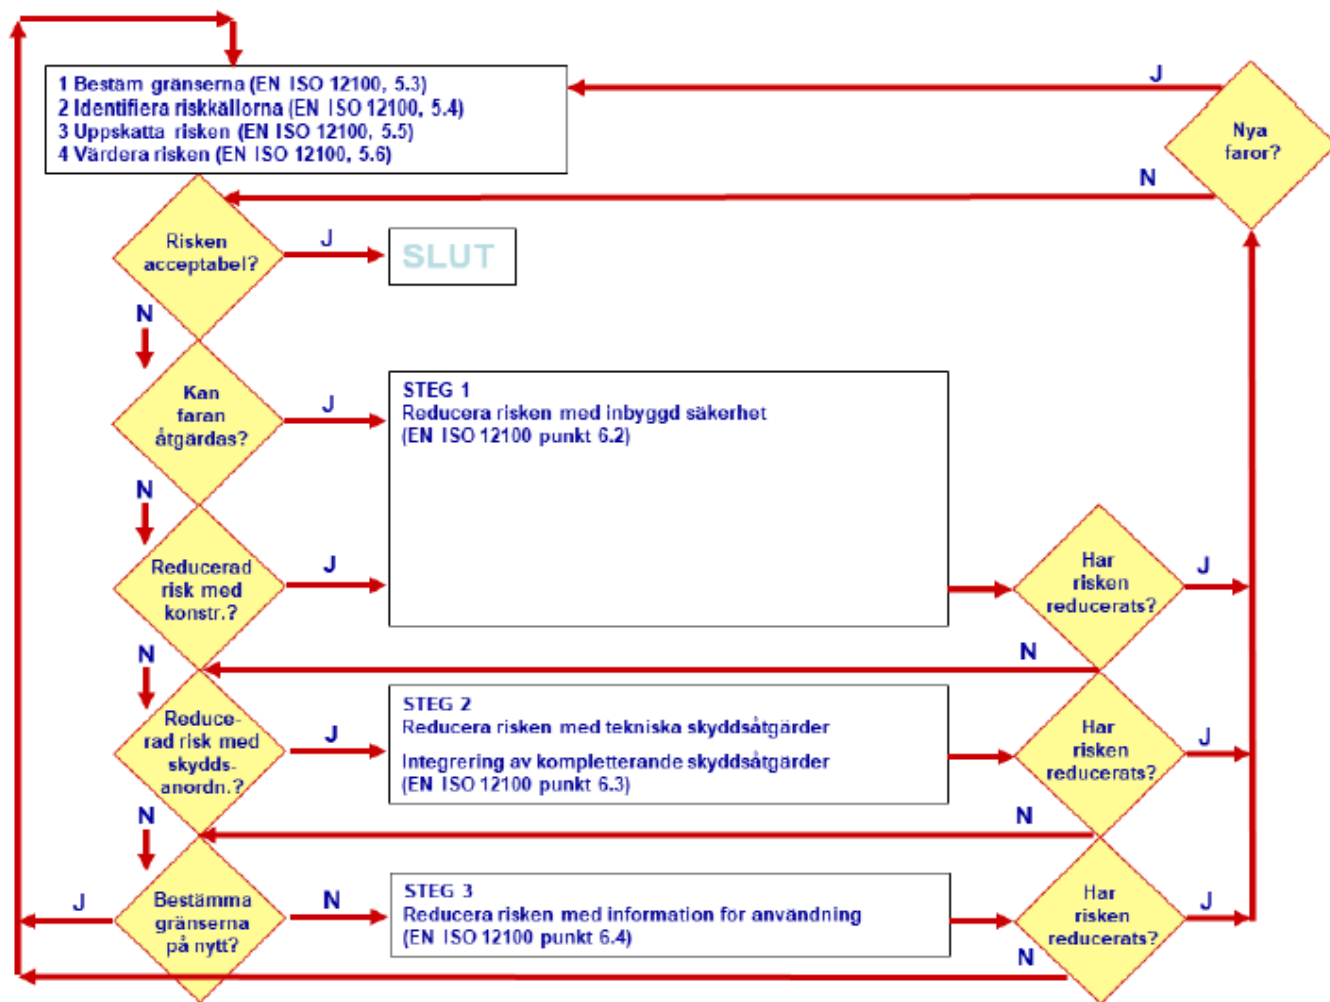 1 Bestäm gränserna (EN ISO 12100, 5.3)
2 Identifiera riskkällorna (EN ISO 12100, 5.4)
3 Uppskatta risken (EN ISO 12100, 5.5)
4 Värdera risken (EN ISO 12100, 5.6)
J
Nya
faror?
N
Risken
acceptabel?
J
SLUT
N
Kan
faran
åtgärdas?
J
STEG 1
Reducera risken med inbyggd säkerhet
(EN ISO 12100 punkt 6.2)
N
Reducerad
risk med
konstr.?
J
Har
risken
reducerats?
J
N
N
Reduce-
rad risk med
skydds-
anordn.?
J
STEG 2
Reducera risken med tekniska skyddsåtgärder
Integrering av kompletterande skyddsåtgärder
(EN ISO 12100 punkt 6.3)
Har
risken
reducerats?
J
N
N
J
Bestämma
gränserna
på nytt?
N
STEG 3
Reducera risken med information för användning
(EN ISO 12100 punkt 6.4)
Har
risken
reducerats?
J
N